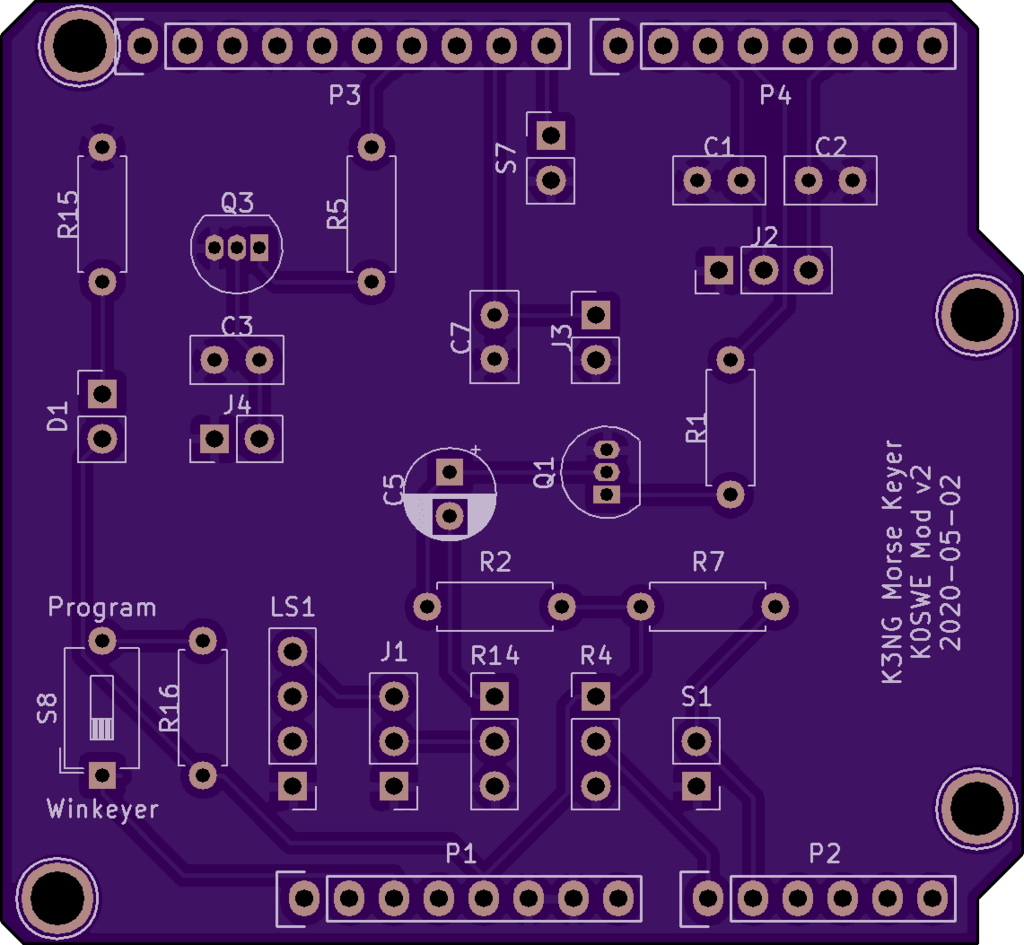 P3
P4
S7
C1
C2
R15
Q3
R5
J2
C3
C7
J3
D1
J4
R1
+
C5
Q1
K3NG Morse Keyer
K0SWE Mod v2
2020-05-02
R2
R7
Program
LS1
J1
R14
R4
S1
S8
R16
Winkeyer
P1
P2